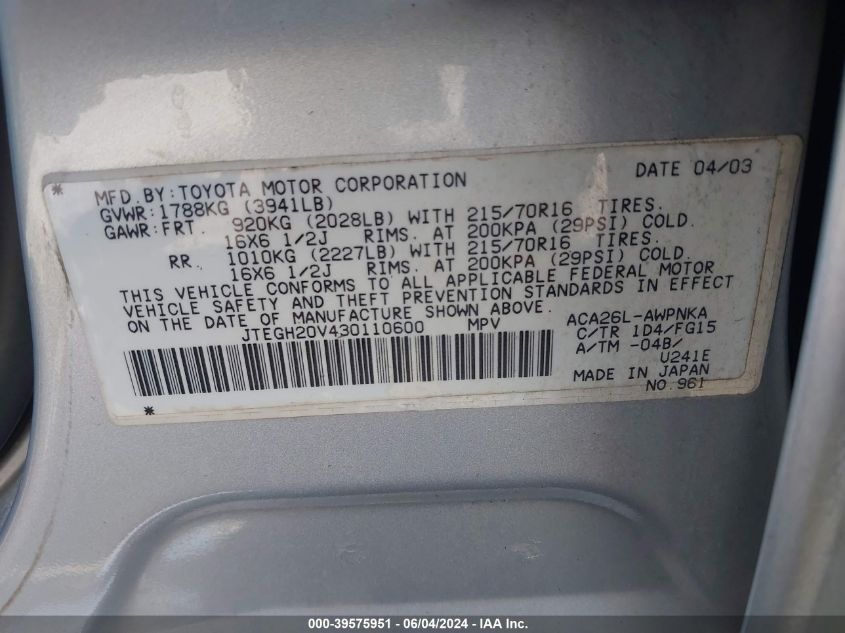 * MFD.BY:TOYOTA MOTOR CORPORATION DATE 04/03
GVWR:1788KG (3941LB)
GAWR:FRT. 920KG (2028LB) WITH 215/70R16 TIRES.
16X6 1/2J RIMS. AT 200KPA (29PSI) COLD.
RR. 1010KG (2227LB) WITH 215/70R16 TIRES.
16X6 1/2J RIMS. AT 200KPA (29PSI) COLD.
THIS VEHICLE CONFORMS TO ALL APPLICABLE FEDERAL MOTOR
VEHICLE SAFETY AND THEFT PREVENTION STANDARDS IN EFFECT
ON THE DATE OF MANUFACTURE SHOWN ABOVE.
JTEGH20V430110600 MPV
ACA26L-AWPNKA
C/TR 1D4/FG15
A/TM -04B/
U241E
MADE IN JAPAN
* NO.961
000-39575951 - 06/04/2024 - IAA Inc.